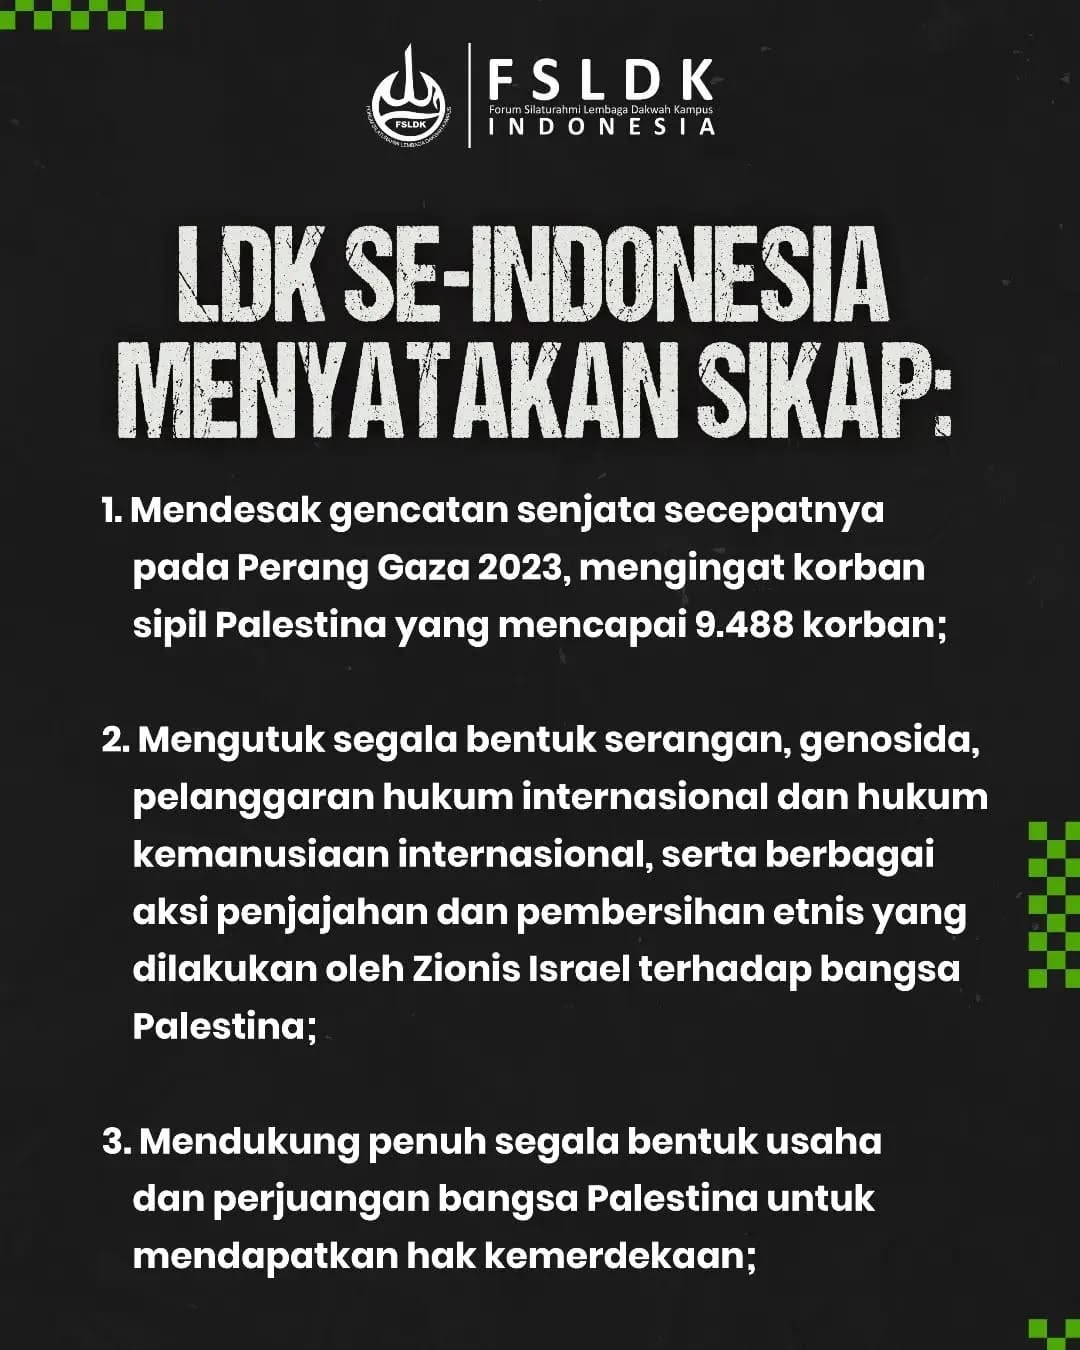 FSLDK
Forum Silaturahmi Lembaga Dakwah Kampus
INDONESIA
FSLDK
LDK SE-INDONESIA
MENYATAKAN SIKAP:
1. Mendesak gencatan senjata secepatnya
pada Perang Gaza 2023, mengingat korban
sipil Palestina yang mencapai 9.488 korban;
2. Mengutuk segala bentuk serangan, genosida,
pelanggaran hukum internasional dan hukum
kemanusiaan internasional, serta berbagai
aksi penjajahan dan pembersihan etnis yang
dilakukan oleh Zionis Israel terhadap bangsa
Palestina;
3. Mendukung penuh segala bentuk usaha
dan perjuangan bangsa Palestina untuk
mendapatkan hak kemerdekaan;